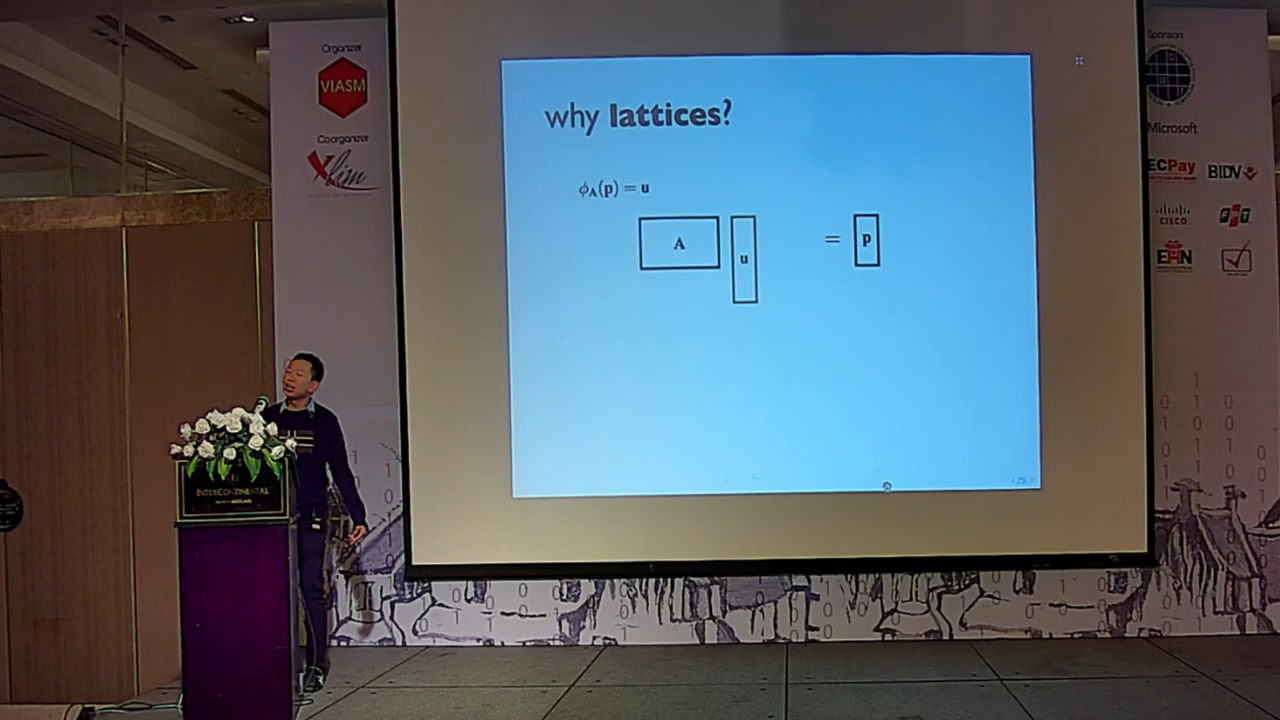 Organizer
VIASM
Coorganizer
Xlim
why lattices?
ϕA(p) = u
A
u
=
p
Sponsors
Microsoft
ECPay
BIDV
CISCO
FPT
INTERCONTINENTAL